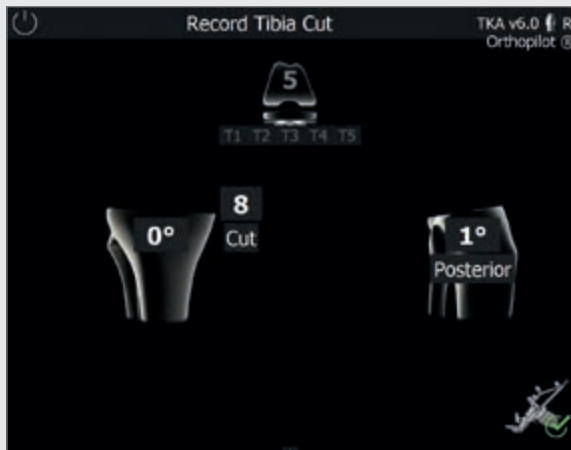 Record Tibia Cut
TKA v6.0 R
Orthopilot ®
5
T1 T2 T3 T4 T5
8
Cut
0°
1°
Posterior